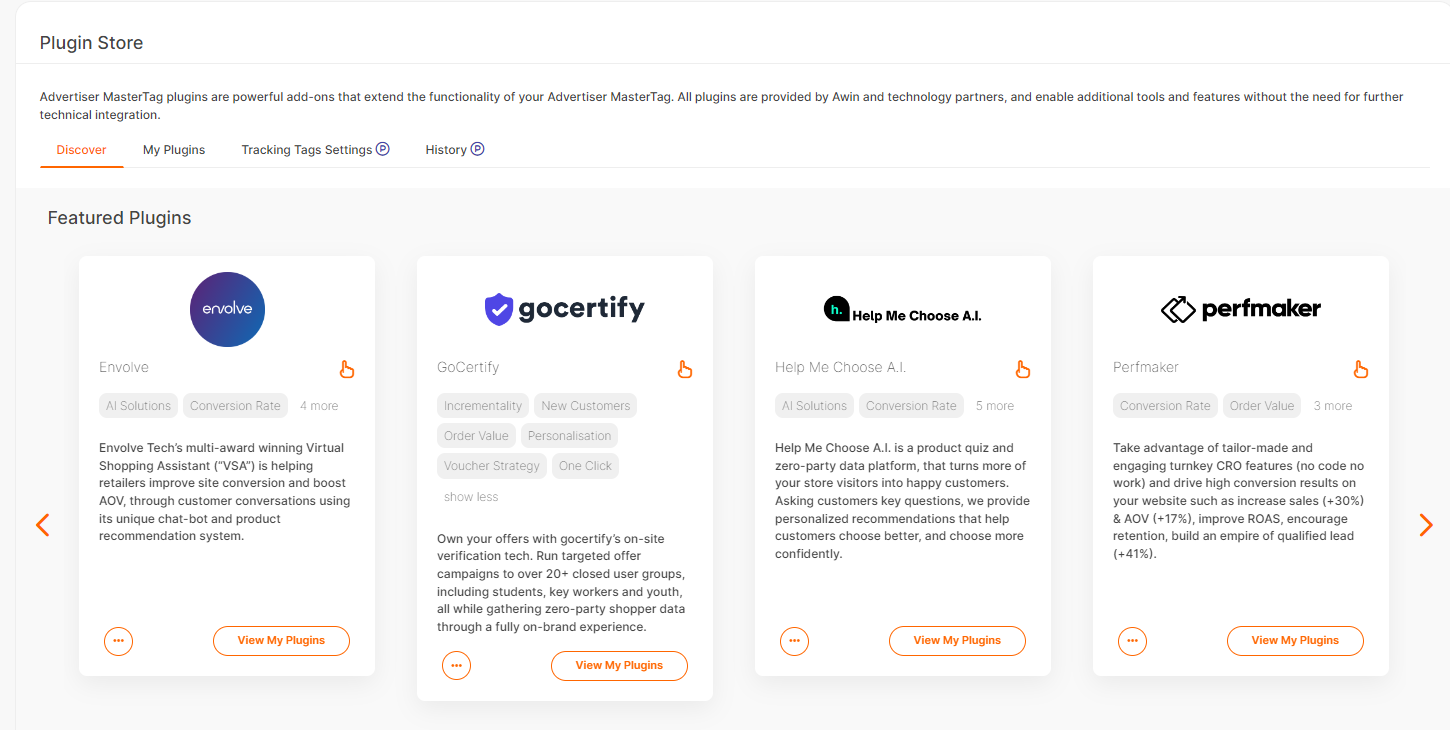 Plugin Store
Advertiser MasterTag plugins are powerful add-ons that extend the functionality of your Advertiser MasterTag. All plugins are provided by Awin and technology partners, and enable additional tools and features without the need for further
technical integration.
Discover
My Plugins
Tracking Tags Settings P
History P
Featured Plugins
envolve
Envolve
AI Solutions
Conversion Rate
4 more
Envolve Tech’s multi-award winning Virtual
Shopping Assistant (“VSA”) is helping
retailers improve site conversion and boost
AOV, through customer conversations using
its unique chat-bot and product
recommendation system.
...
View My Plugins
gocertify
GoCertify
Incrementality
New Customers
Order Value
Personalisation
Voucher Strategy
One Click
show less
Own your offers with gocertify’s on-site
verification tech. Run targeted offer
campaigns to over 20+ closed user groups,
including students, key workers and youth,
all while gathering zero-party shopper data
through a fully on-brand experience.
...
View My Plugins
h. Help Me Choose A.I.
Help Me Choose A.I.
AI Solutions
Conversion Rate
5 more
Help Me Choose A.I. is a product quiz and
zero-party data platform, that turns more of
your store visitors into happy customers.
Asking customers key questions, we provide
personalized recommendations that help
customers choose better, and choose more
confidently.
...
View My Plugins
perfmaker
Perfmaker
Conversion Rate
Order Value
3 more
Take advantage of tailor-made and
engaging turnkey CRO features (no code no
work) and drive high conversion results on
your website such as increase sales (+30%)
& AOV (+17%), improve ROAS, encourage
retention, build an empire of qualified lead
(+41%).
...
View My Plugins